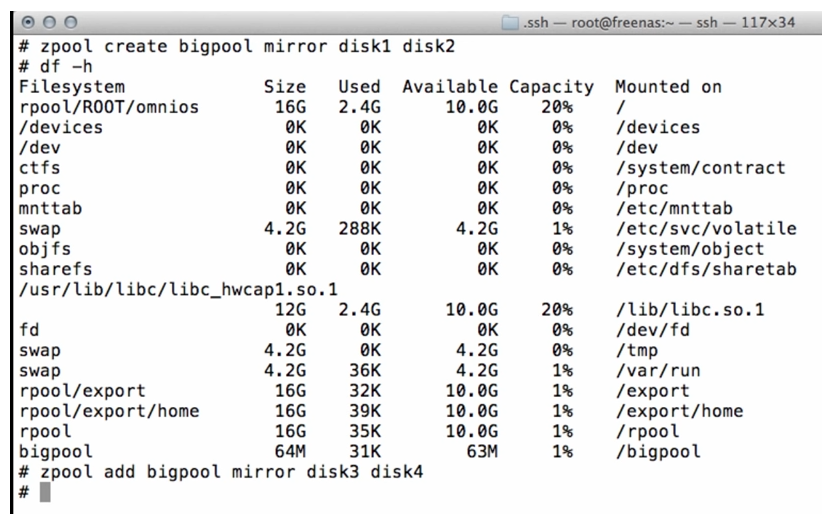 .ssh — root@freenas:~ — ssh — 117×34
# zpool create bigpool mirror disk1 disk2
# df -h
Filesystem Size Used Available Capacity Mounted on
rpool/ROOT/omnios 16G 2.4G 10.0G 20% /
/devices 0K 0K 0K 0% /devices
/dev 0K 0K 0K 0% /dev
ctfs 0K 0K 0K 0% /system/contract
proc 0K 0K 0K 0% /proc
mnttab 0K 0K 0K 0% /etc/mnttab
swap 4.2G 288K 4.2G 1% /etc/svc/volatile
objfs 0K 0K 0K 0% /system/object
sharefs 0K 0K 0K 0% /etc/dfs/sharetab
/usr/lib/libc/libc_hwcap1.so.1
12G 2.4G 10.0G 20% /lib/libc.so.1
fd 0K 0K 0K 0% /dev/fd
swap 4.2G 0K 4.2G 0% /tmp
swap 4.2G 36K 4.2G 1% /var/run
rpool/export 16G 32K 10.0G 1% /export
rpool/export/home 16G 39K 10.0G 1% /export/home
rpool 16G 35K 10.0G 1% /rpool
bigpool 64M 31K 63M 1% /bigpool
# zpool add bigpool mirror disk3 disk4
#